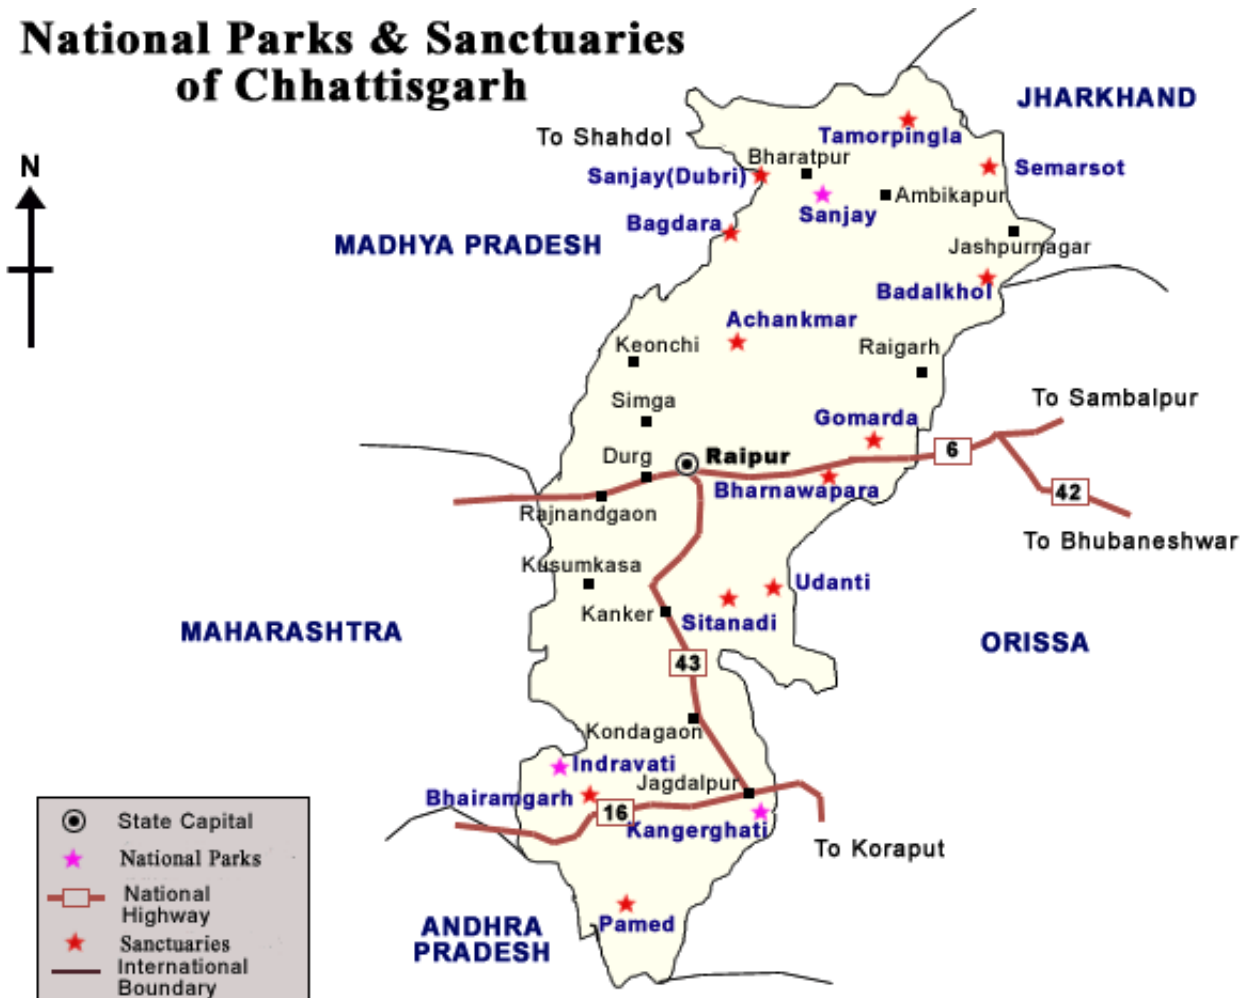 National Parks & Sanctuaries
of Chhattisgarh
JHARKHAND
To Shahdol
Tamorpingla
Bharatpur
N
Semarsot
Sanjay(Dubri)
Ambikapur
Sanjay
Bagdara
MADHYA PRADESH
Jashpurnagar
Badalkhol
Achankmar
Keonchi
Raigarh
To Sambalpur
Simga
Gomarda
6
Durg
Raipur
42
Bharnawapara
Rajnandgaon
To Bhubaneshwar
Kusumkasa
Udanti
Kanker
Sitanadi
MAHARASHTRA
ORISSA
43
Kondagaon
Indravati
Jagdalpur
Bhairamgarh
16
Kangerghati
To Koraput
State Capital
National Parks
National
Highway
Sanctuaries
International
Boundary
ANDHRA
PRADESH
Pamed